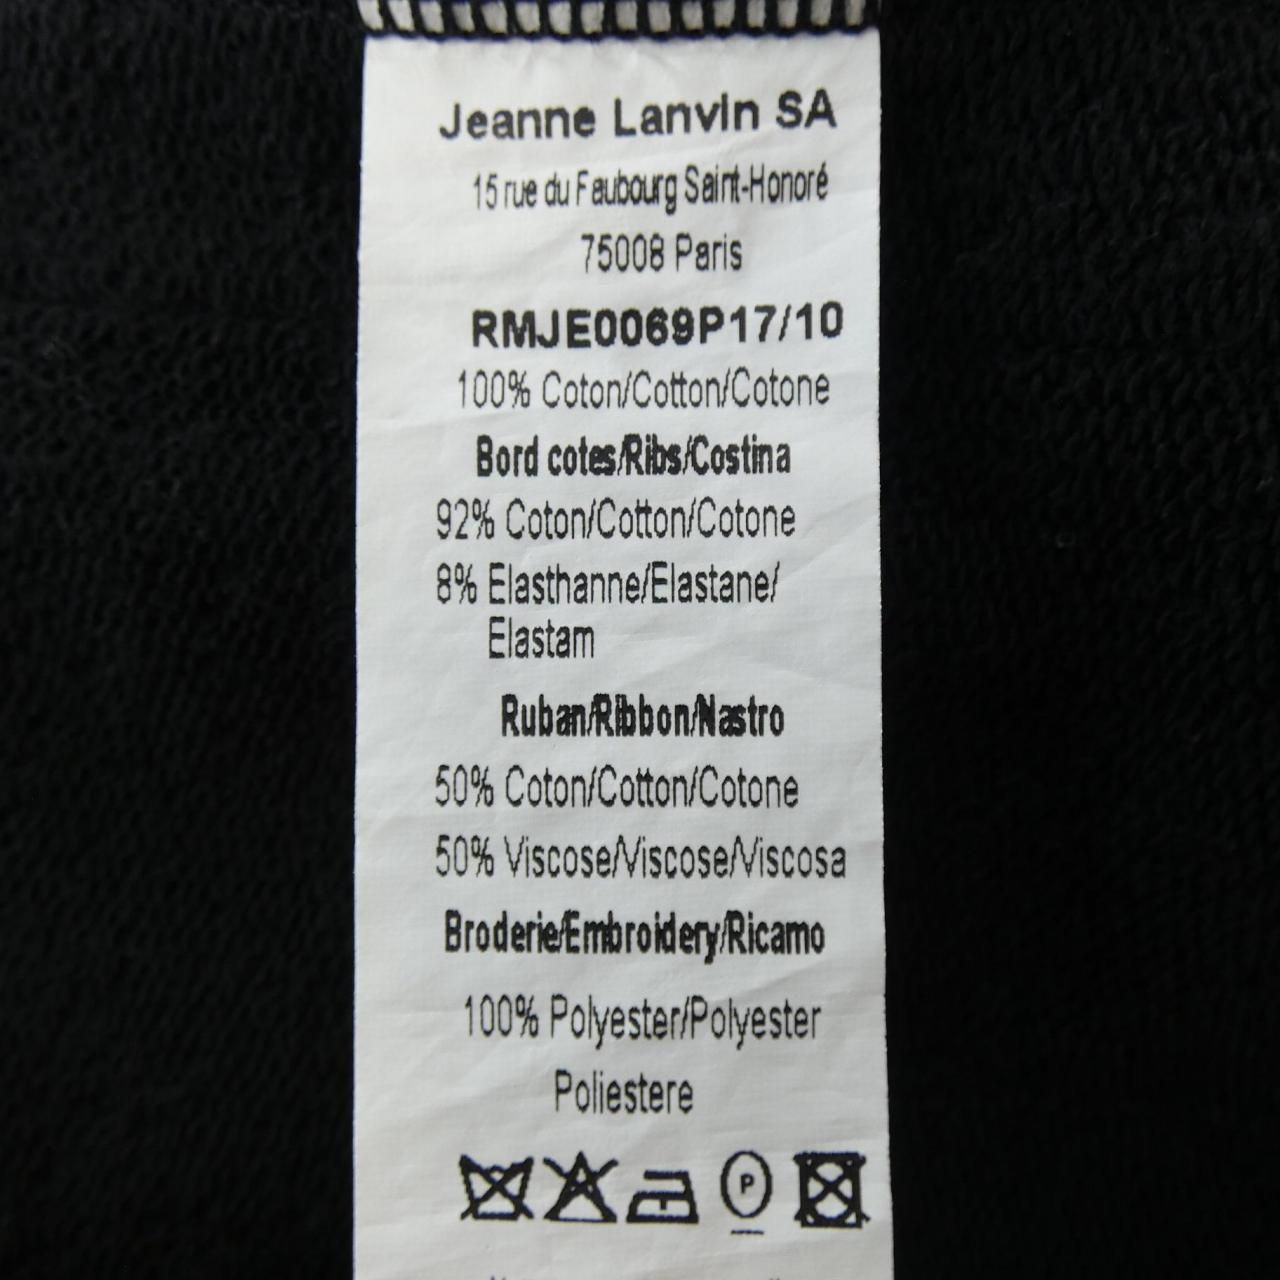 Jeanne Lanvin SA
15 rue du Faubourg Saint-Honoré
75008 Paris
RMJE0069P17/10
100% Coton/Cotton/Cotone
Bord cotes/Ribs/Costina
92% Coton/Cotton/Cotone
8% Elasthanne/Elastane/
Elastam
Ruban/Ribbon/Nastro
50% Coton/Cotton/Cotone
50% Viscose/Viscose/Viscosa
Broderie/Embroidery/Ricamo
100% Polyester/Polyester
Poliestere
P